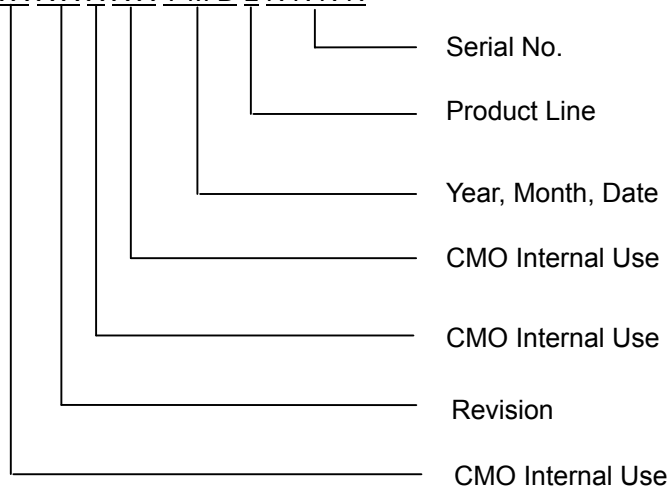 Serial No.
Product Line
Year, Month, Date
CMO Internal Use
CMO Internal Use
Revision
CMO Internal Use